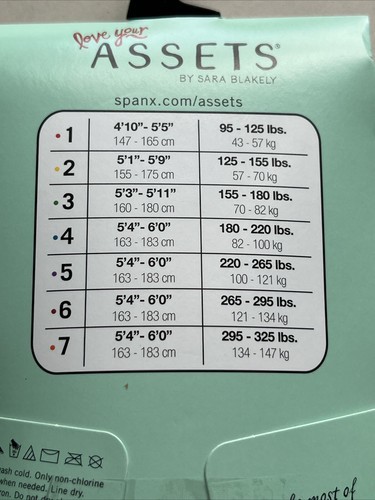 love your
ASSETS®
BY SARA BLAKELY
spanx.com/assets
1 4'10"- 5'5" 95 - 125 lbs.
147 - 165 cm 43 - 57 kg
2 5'1"- 5'9" 125 - 155 lbs.
155 - 175 cm 57 - 70 kg
3 5'3"- 5'11" 155 - 180 lbs.
160 - 180 cm 70 - 82 kg
4 5'4"- 6'0" 180 - 220 lbs.
163 - 183 cm 82 - 100 kg
5 5'4"- 6'0" 220 - 265 lbs.
163 - 183 cm 100 - 121 kg
6 5'4"- 6'0" 265 - 295 lbs.
163 - 183 cm 121 - 134 kg
7 5'4"- 6'0" 295 - 325 lbs.
163 - 183 cm 134 - 147 kg
cold. Only non-chlorine
when needed. Line dry.
Do not
most of